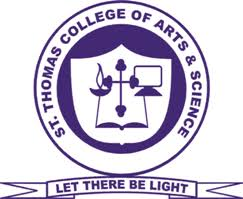 ST. THOMAS COLLEGE OF ARTS & SCIENCE
LET THERE BE LIGHT